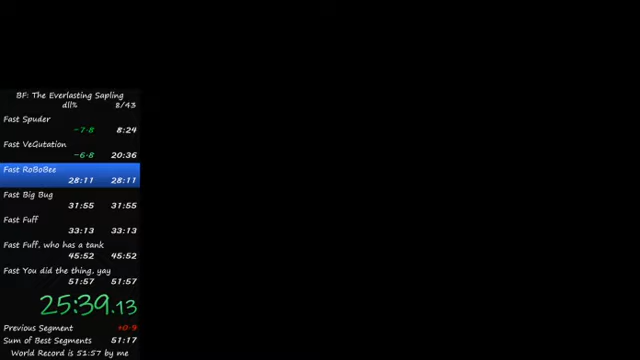 BF: The Everlasting Sapling
dll% 8/43
Fast Spuder
-7.8 8:24
Fast VeGutation
-6.8 20:36
Fast RoBoBee
28:11 28:11
Fast Big Bug
31:55 31:55
Fast Fuff
33:13 33:13
Fast Fuff, who has a tank
45:52 45:52
Fast You did the thing, yay
51:57 51:57
25:39.13
Previous Segment +0.9
Sum of Best Segments 51:17
World Record is 51:57 by me